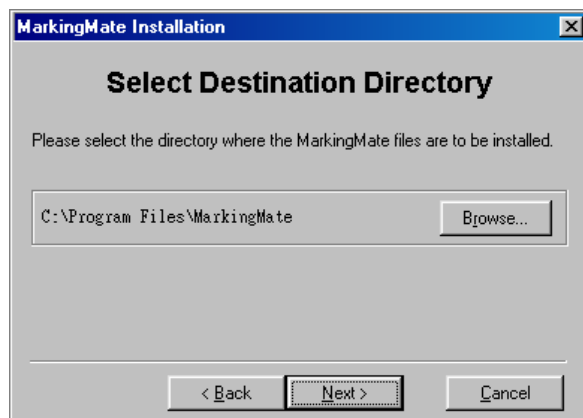 MarkingMate Installation
Select Destination Directory
Please select the directory where the MarkingMate files are to be installed.
C:\Program Files\MarkingMate
Browse...
< Back
Next >
Cancel